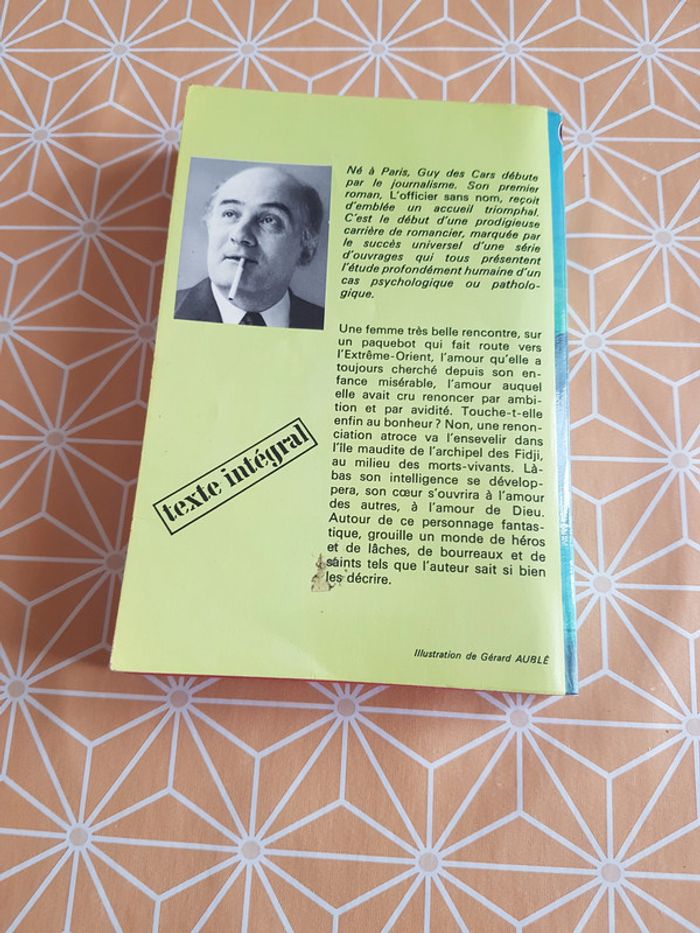 Né à Paris, Guy des Cars débute
par le journalisme. Son premier
roman, L'officier sans nom, reçoit
d'emblée un accueil triomphal.
C'est le début d'une prodigieuse
carrière de romancier, marquée par
le succès universel d'une série
d'ouvrages qui tous présentent
l'étude profondément humaine d'un
cas psychologique ou patholo-
gique.
Une femme très belle rencontre, sur
un paquebot qui fait route vers
l'Extrême-Orient, l'amour qu'elle a
toujours cherché depuis son en-
fance misérable, l'amour auquel
elle avait cru renoncer par ambi-
tion et par avidité. Touche-t-elle
enfin au bonheur ? Non, une renon-
ciation atroce va l'ensevelir dans
l'île maudite de l'archipel des Fidji,
au milieu des morts-vivants. Là-
bas son intelligence se dévelop-
pera, son cœur s'ouvrira à l'amour
des autres, à l'amour de Dieu.
Autour de ce personnage fantas-
tique, grouille un monde de héros
et de lâches, de bourreaux et de
saints tels que l'auteur sait si bien
les décrire.
texte intégral
Illustration de Gérard AUBLÉ